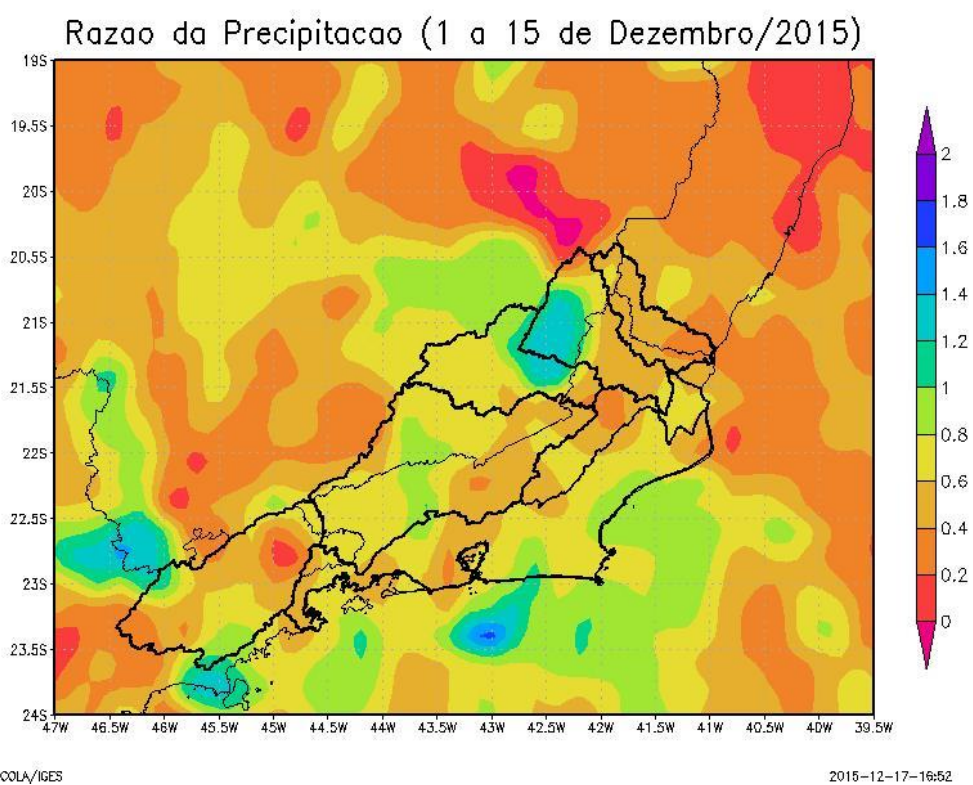 Razao da Precipitacao (1 a 15 de Dezembro/2015)
19S
19.5S
20S
20.5S
21S
21.5S
22S
22.5S
23S
23.5S
24S
47W 46.5W 46W 45.5W 45W 44.5W 44W 43.5W 43W 42.5W 42W 41.5W 41W 40.5W 40W 39.5W
2
1.8
1.6
1.4
1.2
1
0.8
0.6
0.4
0.2
0
COLA/IGES
2015-12-17-16:52